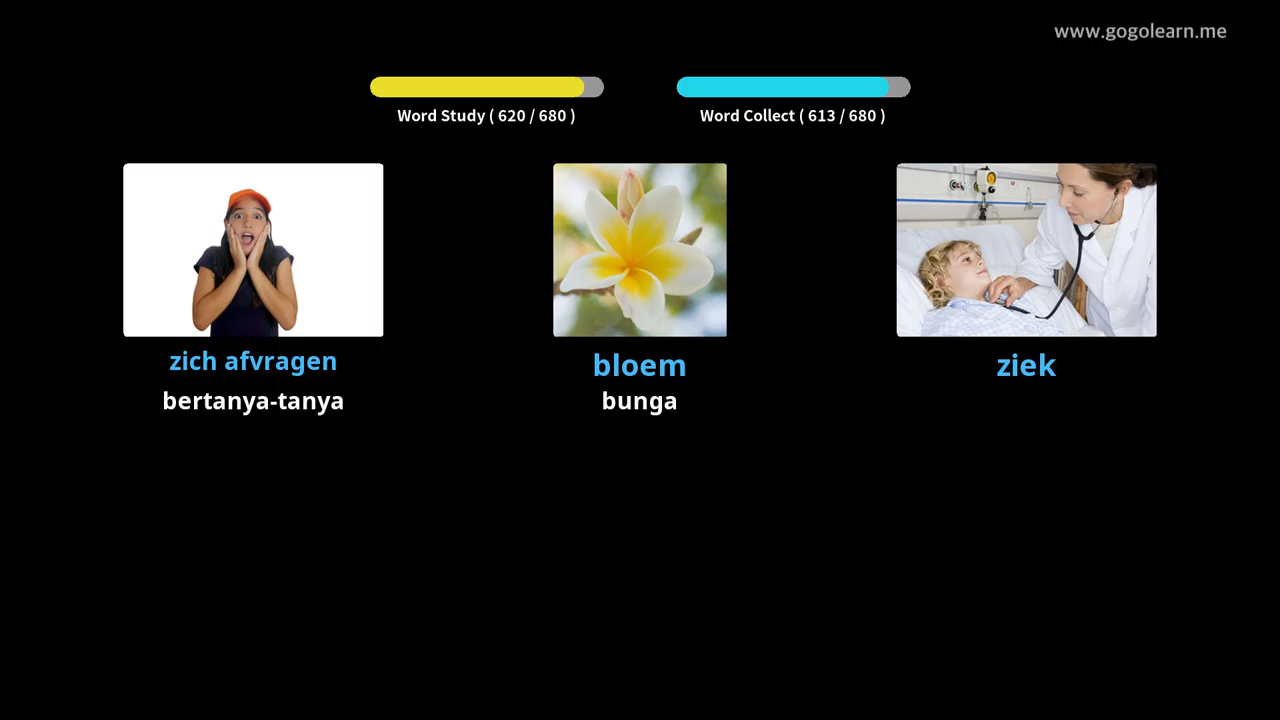 www.gogolearn.me
Word Study ( 620 / 680 )
Word Collect ( 613 / 680 )
zich afvragen
bertanya-tanya
bloem
bunga
ziek